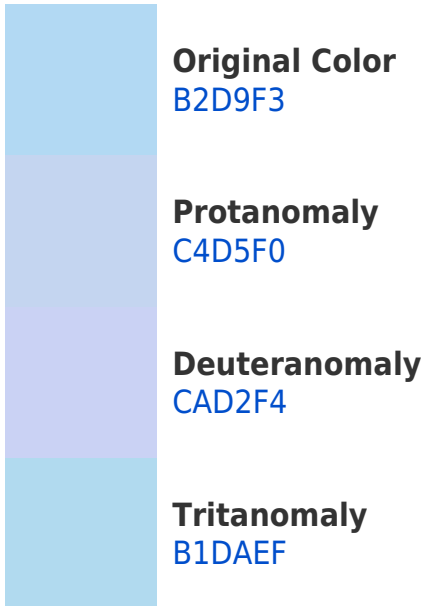 Original Color
B2D9F3
Protanomaly
C4D5F0
Deuteranomaly
CAD2F4
Tritanomaly
B1DAEF